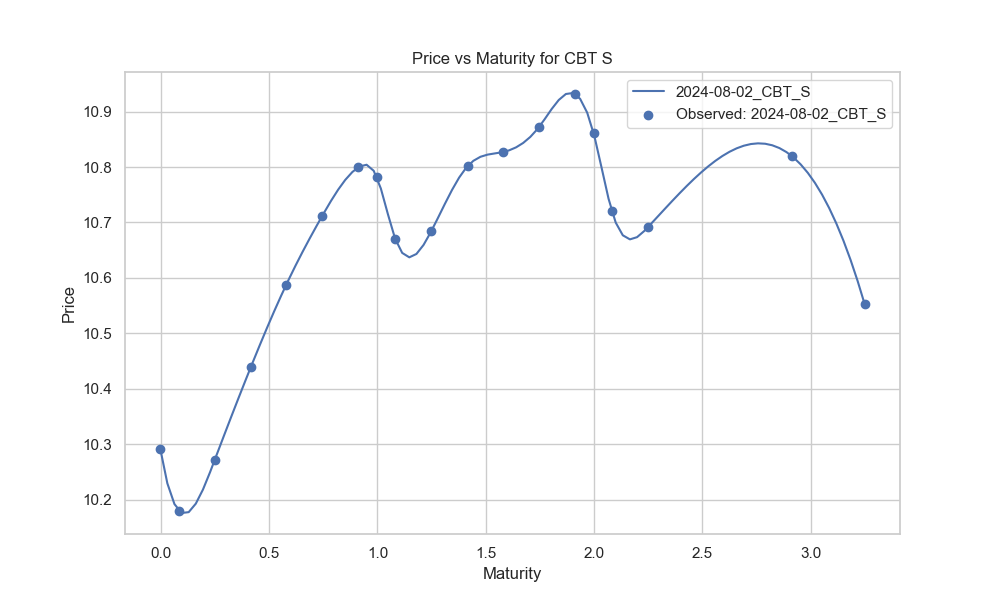 Price vs Maturity for CBT S
2024-08-02_CBT_S
Observed: 2024-08-02_CBT_S
10.9
10.8
10.7
10.6
10.5
10.4
10.3
10.2
Price
0.0 0.5 1.0 1.5 2.0 2.5 3.0
Maturity